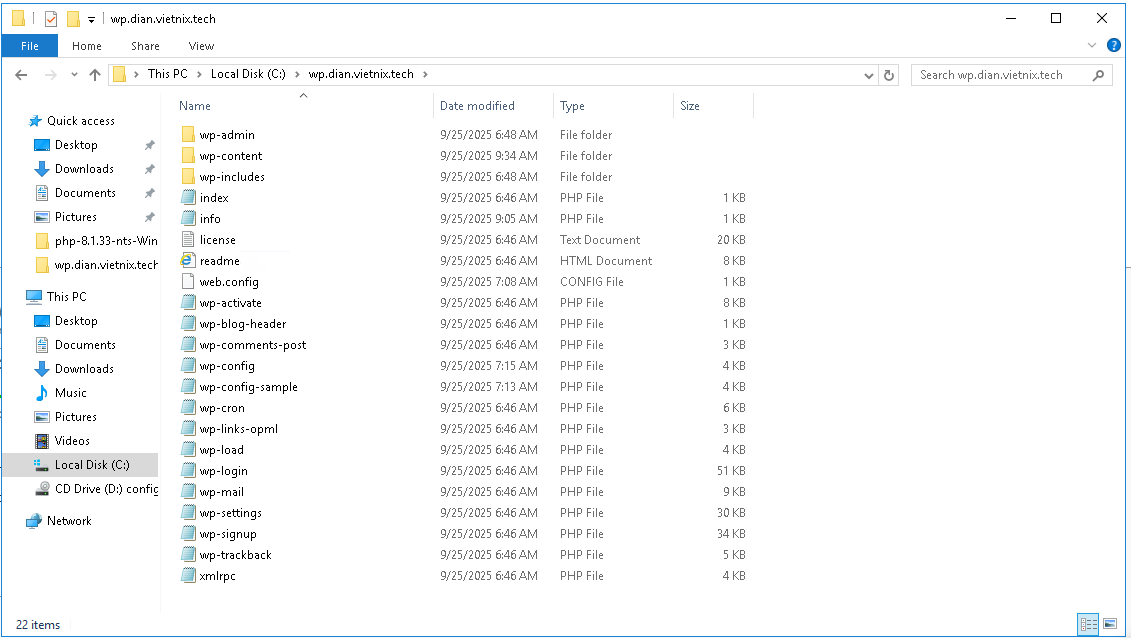 wp.dian.vietnix.tech
File Home Share View
This PC Local Disk (C:) wp.dian.vietnix.tech Search wp.dian.vietnix.tech
Quick access
Desktop
Downloads
Documents
Pictures
php-8.1.33-nts-Win
wp.dian.vietnix.tech
This PC
Desktop
Documents
Downloads
Music
Pictures
Videos
Local Disk (C:)
CD Drive (D:) config
Network
Name Date modified Type Size
wp-admin 9/25/2025 6:48 AM File folder
wp-content 9/25/2025 9:34 AM File folder
wp-includes 9/25/2025 6:48 AM File folder
index 9/25/2025 6:46 AM PHP File 1 KB
info 9/25/2025 9:05 AM PHP File 1 KB
license 9/25/2025 6:46 AM Text Document 20 KB
readme 9/25/2025 6:46 AM HTML Document 8 KB
web.config 9/25/2025 7:08 AM CONFIG File 1 KB
wp-activate 9/25/2025 6:46 AM PHP File 8 KB
wp-blog-header 9/25/2025 6:46 AM PHP File 1 KB
wp-comments-post 9/25/2025 6:46 AM PHP File 3 KB
wp-config 9/25/2025 7:15 AM PHP File 4 KB
wp-config-sample 9/25/2025 7:13 AM PHP File 4 KB
wp-cron 9/25/2025 6:46 AM PHP File 6 KB
wp-links-opml 9/25/2025 6:46 AM PHP File 3 KB
wp-load 9/25/2025 6:46 AM PHP File 4 KB
wp-login 9/25/2025 6:46 AM PHP File 51 KB
wp-mail 9/25/2025 6:46 AM PHP File 9 KB
wp-settings 9/25/2025 6:46 AM PHP File 30 KB
wp-signup 9/25/2025 6:46 AM PHP File 34 KB
wp-trackback 9/25/2025 6:46 AM PHP File 5 KB
xmlrpc 9/25/2025 6:46 AM PHP File 4 KB
22 items